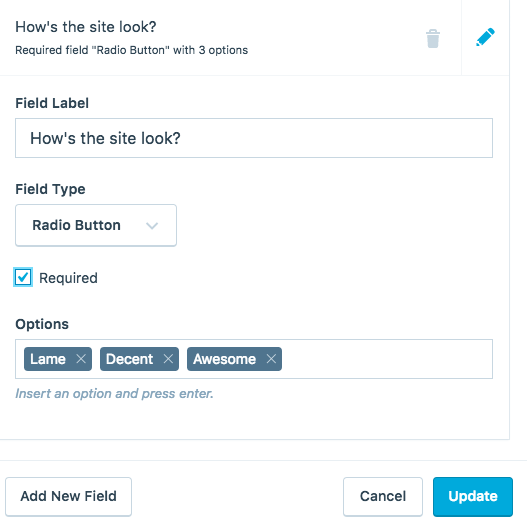 How's the site look?
Required field "Radio Button" with 3 options
Field Label
How's the site look?
Field Type
Radio Button
Required
Options
Lame Decent Awesome
Insert an option and press enter.
Add New Field Cancel Update